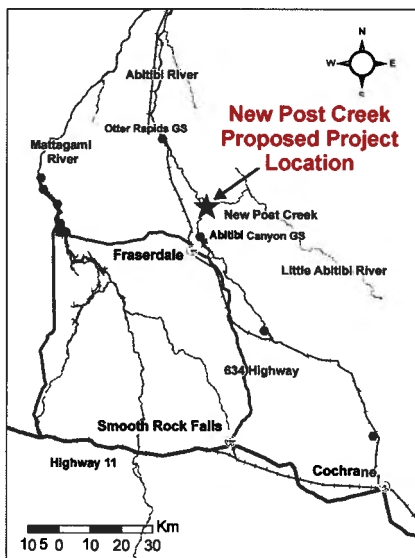 N
W E
S
Abitibi River
New Post Creek
Proposed Project
Location
Otter Rapids GS
Mattagami
River
New Post Creek
Abitibi Canyon GS
Fraserdale
Little Abitibi River
634 Highway
Smooth Rock Falls
Highway 11
Cochrane
Km
10 5 0 10 20 30